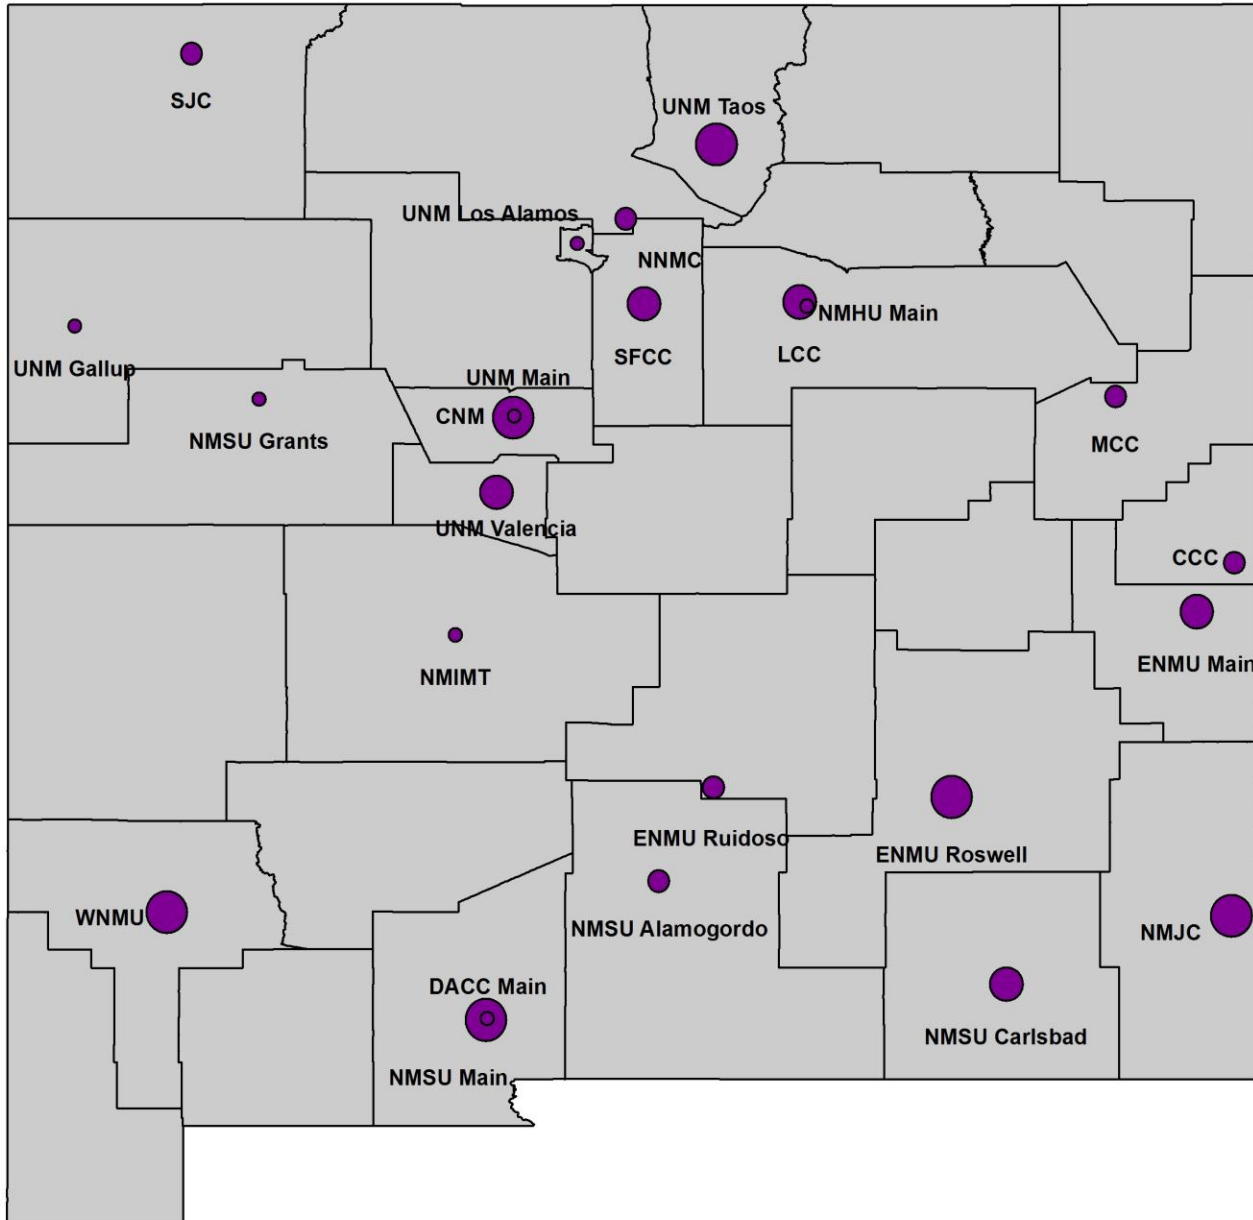 SJC
UNM Taos
UNM Los Alamos
NNMC
NMHU Main
UNM Gallup
SFCC
LCC
UNM Main
CNM
NMSU Grants
MCC
UNM Valencia
CCC
ENMU Main
NMIMT
ENMU Ruidoso
ENMU Roswell
WNMU
NMSU Alamogordo
NMJC
DACC Main
NMSU Carlsbad
NMSU Main